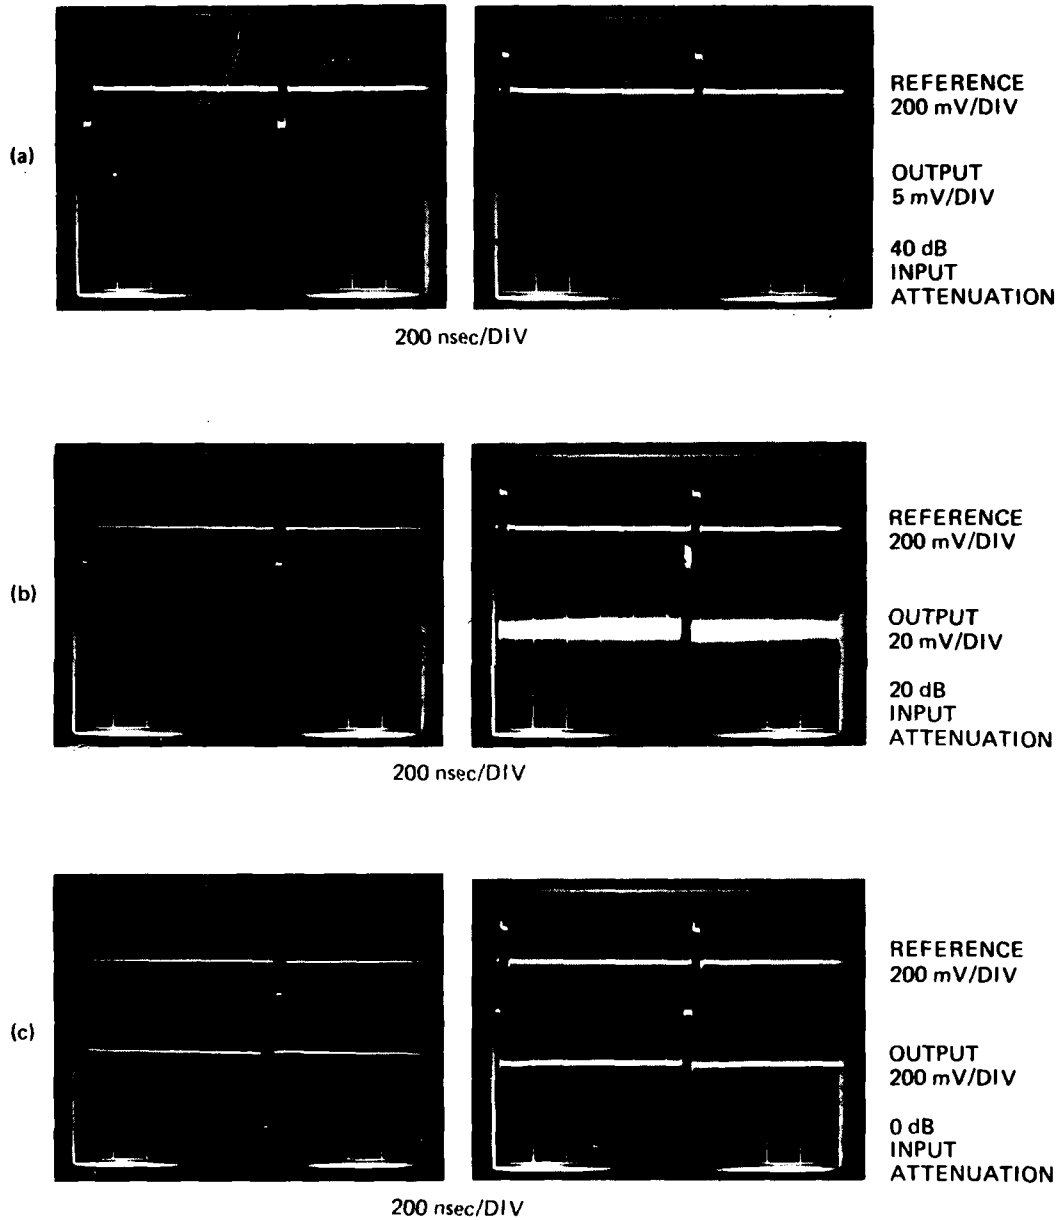 (a)
REFERENCE
200 mV/DIV
OUTPUT
5 mV/DIV
40 dB
INPUT
ATTENUATION
200 nsec/DIV
(b)
REFERENCE
200 mV/DIV
OUTPUT
20 mV/DIV
20 dB
INPUT
ATTENUATION
200 nsec/DIV
(c)
REFERENCE
200 mV/DIV
OUTPUT
200 mV/DIV
0 dB
INPUT
ATTENUATION
200 nsec/DIV